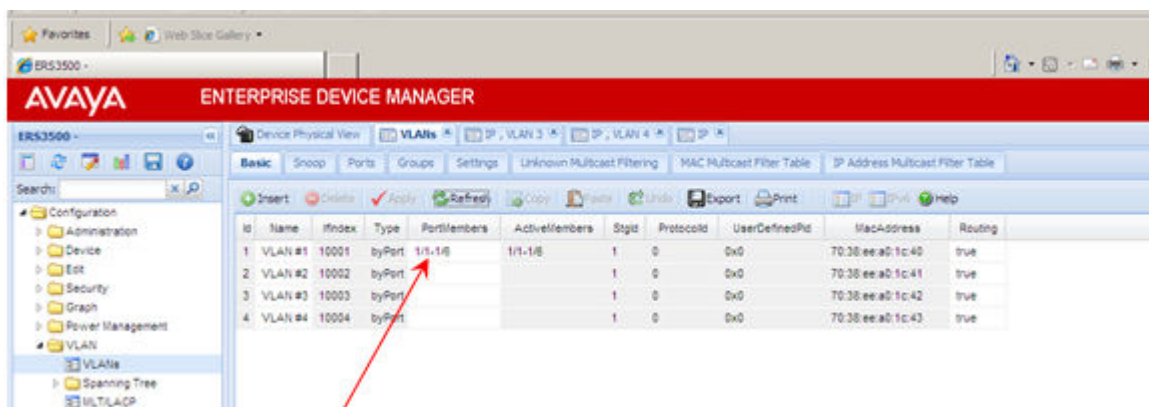 Favorites Web Slice Gallery
ERS3500 -
AVAYA ENTERPRISE DEVICE MANAGER
ERS3500 -
Device Physical View VLANs IP , VLAN 3 IP , VLAN 4 IP
Basic Snoop Ports Groups Settings Unknown Multicast Filtering MAC Multicast Filter Table IP Address Multicast Filter Table
Search:
Insert Delete Apply Refresh Copy Paste Undo Export Print IP IPv6 Help
Id Name IfIndex Type PortMembers ActiveMembers StgId ProtocolId UserDefinedPid MacAddress Routing
1 VLAN #1 10001 byPort 1/1-1/6 1/1-1/6 1 0 0x0 70:38:ee:a0:1c:40 true
2 VLAN #2 10002 byPort 1 0 0x0 70:38:ee:a0:1c:41 true
3 VLAN #3 10003 byPort 1 0 0x0 70:38:ee:a0:1c:42 true
4 VLAN #4 10004 byPort 1 0 0x0 70:38:ee:a0:1c:43 true
Configuration
Administration
Device
Edit
Security
Graph
Power Management
VLAN
VLANs
Spanning Tree
MLT/LACP